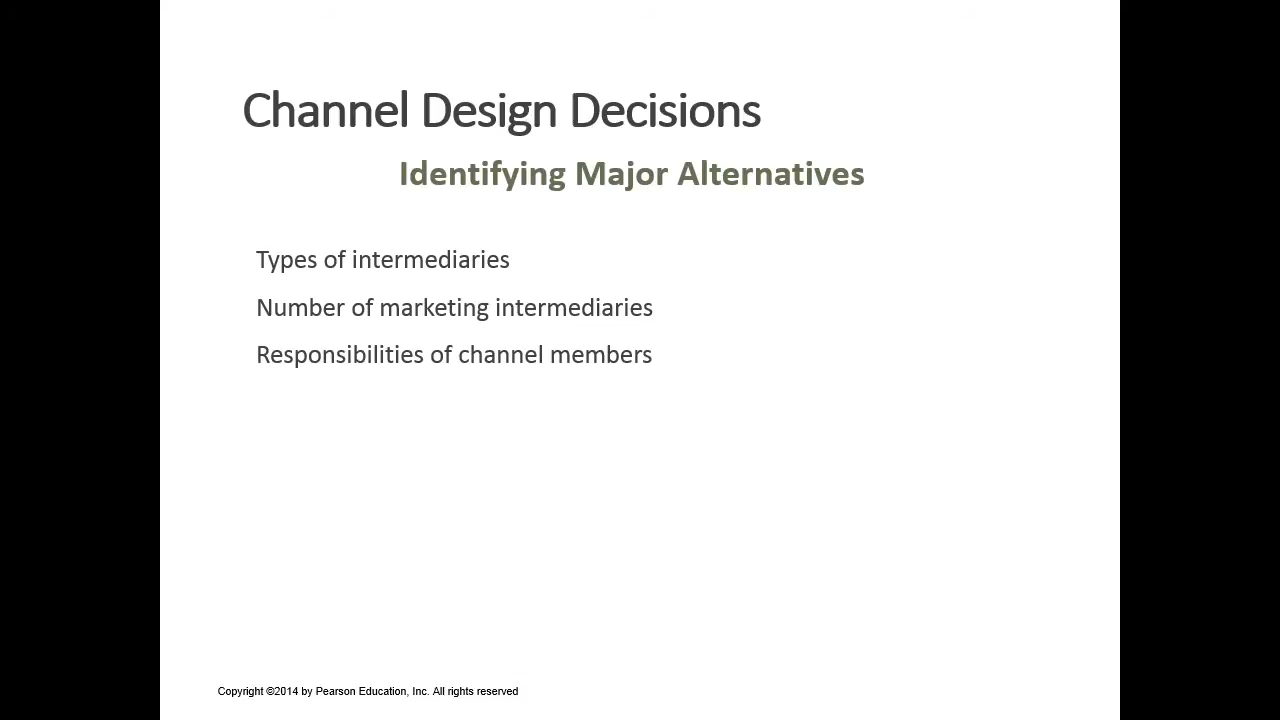 Channel Design Decisions
Identifying Major Alternatives
Types of intermediaries
Number of marketing intermediaries
Responsibilities of channel members
Copyright ©2014 by Pearson Education, Inc. All rights reserved